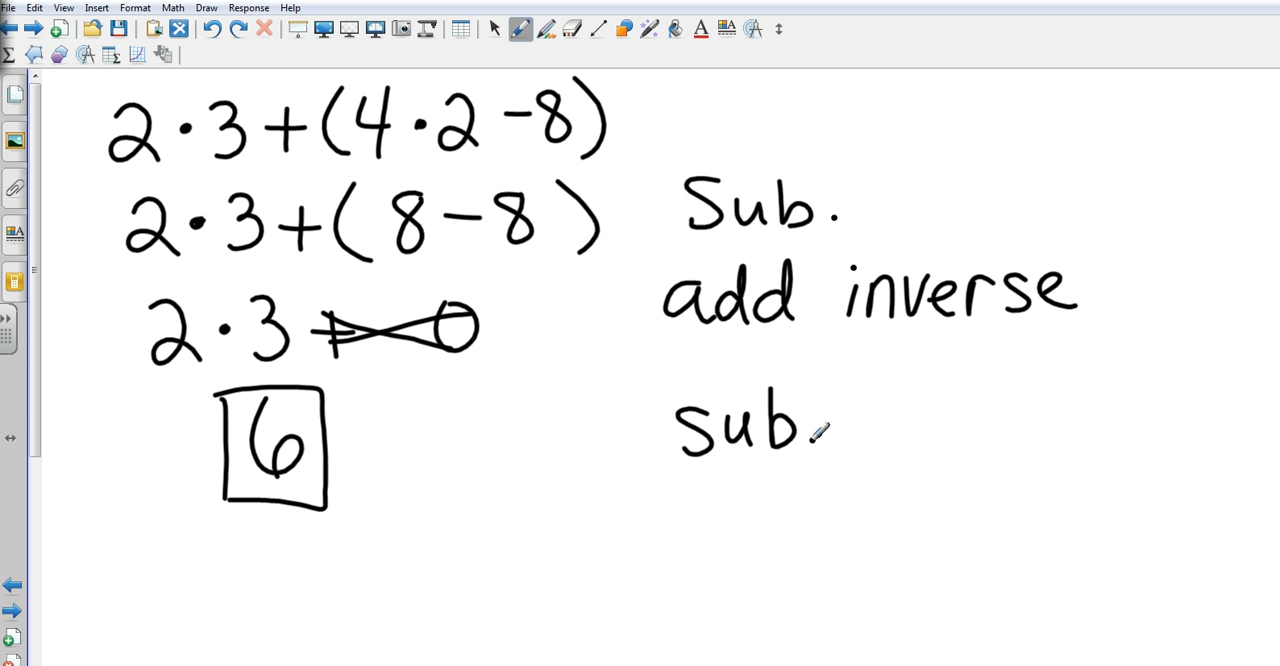 File Edit View Insert Format Math Draw Response Help
2 · 3 + (4 · 2 - 8)
2 · 3 + ( 8 - 8 ) Sub.
2 · 3 + 0 add inverse
6 sub.